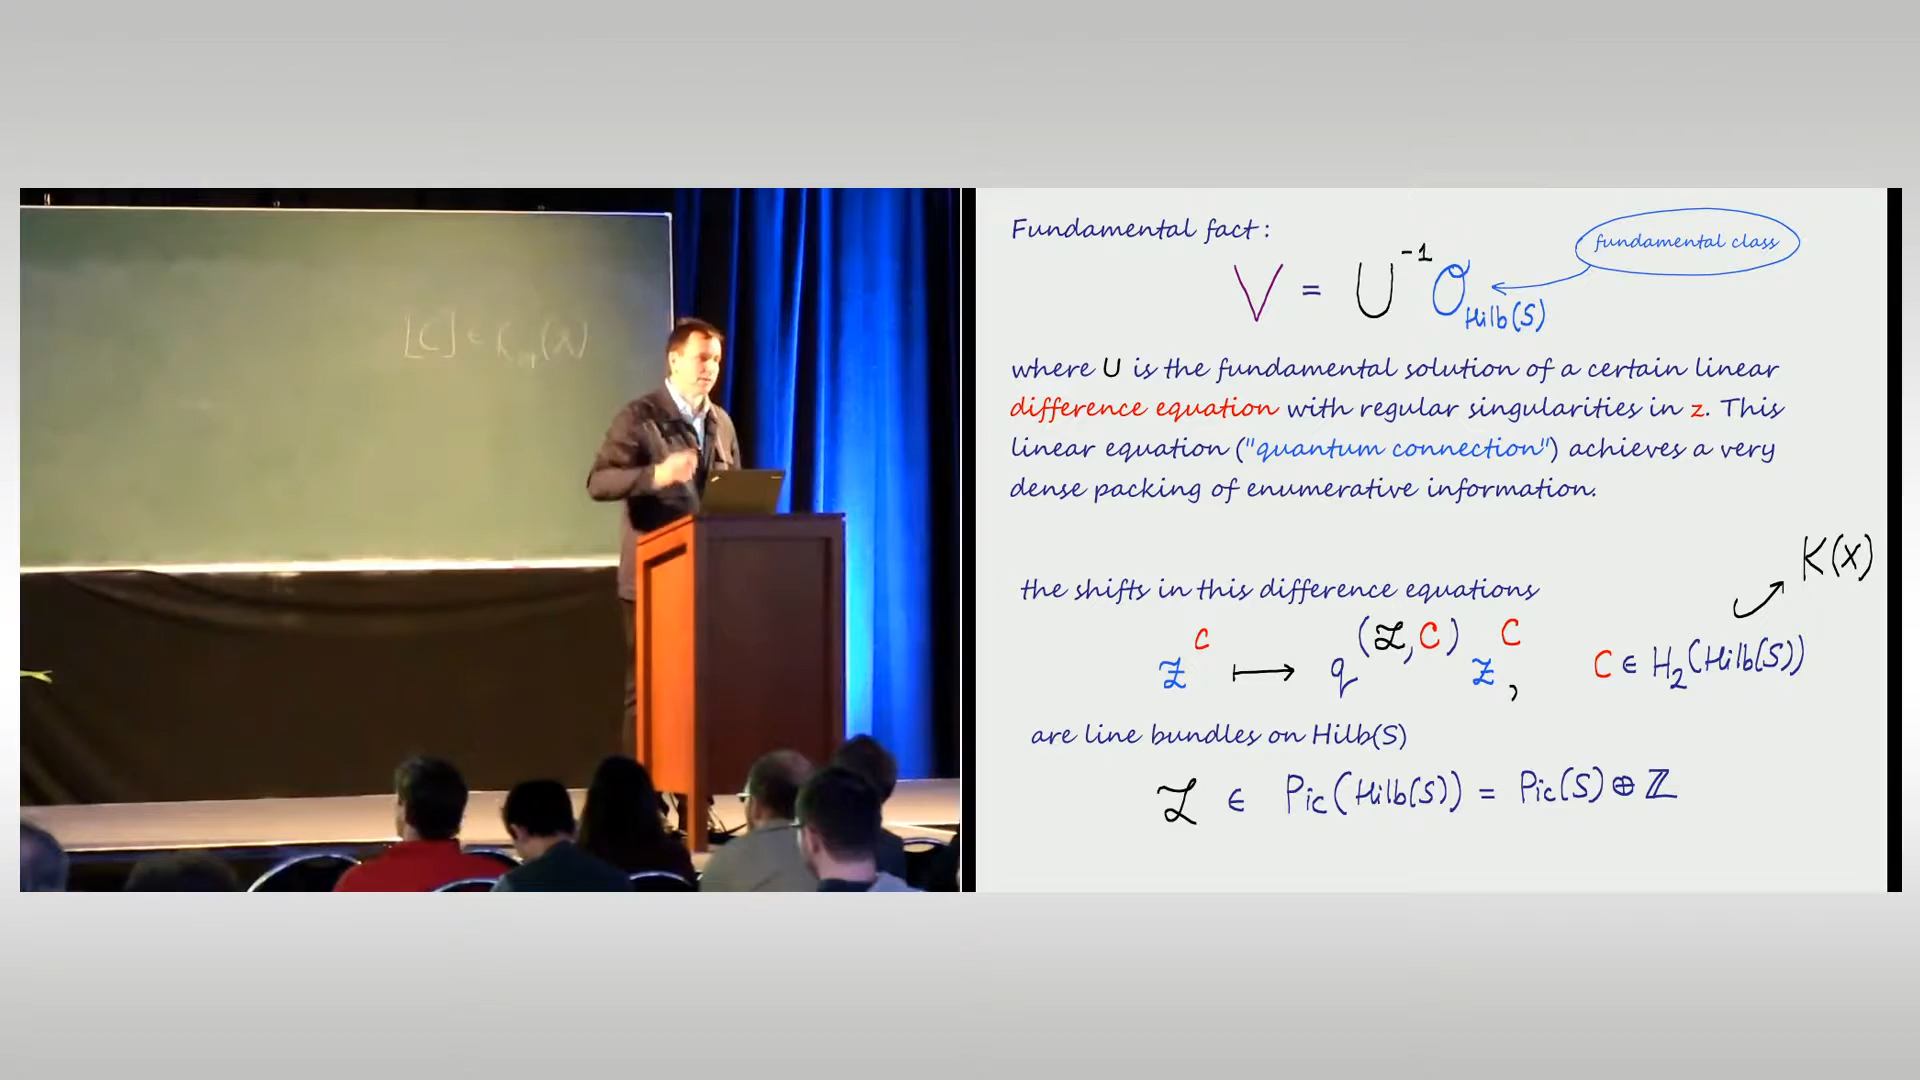 [C] ∈ K (X)
Fundamental fact :
fundamental class
V = U⁻¹ O_Hilb(S)
where U is the fundamental solution of a certain linear
difference equation with regular singularities in z. This
linear equation ("quantum connection") achieves a very
dense packing of enumerative information.
K(X)
the shifts in this difference equations
z^C ⟼ q^(ℒ,C) z^C , C ∈ H₂(Hilb(S))
are line bundles on Hilb(S)
ℒ ∈ Pic(Hilb(S)) = Pic(S) ⊕ ℤ